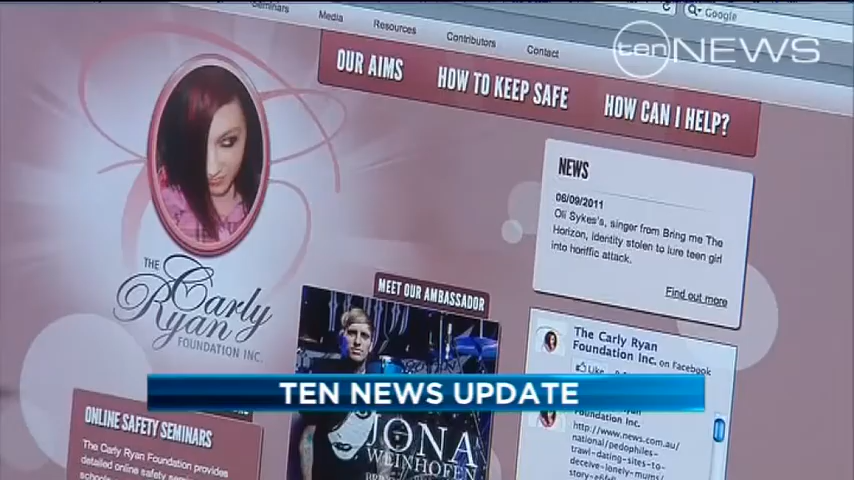 Seminars
Media
Resources
Contributors
Contact
Google
ten NEWS
OUR AIMS
HOW TO KEEP SAFE
HOW CAN I HELP?
NEWS
06/09/2011
Oli Sykes's, singer from Bring me The
Horizon, identity stolen to lure teen girl
into horiffic attack.
Find out more
THE
Carly
Ryan
FOUNDATION INC.
MEET OUR AMBASSADOR
The Carly Ryan
Foundation Inc. on Facebook
Like
TEN NEWS UPDATE
Foundation Inc.
http://www.news.com.au/
national/pedophiles-
trawl-dating-sites-to-
deceive-lonely-mums/
JONA
WEINHOFEN
ONLINE SAFETY SEMINARS
The Carly Ryan Foundation provides
detailed online safety